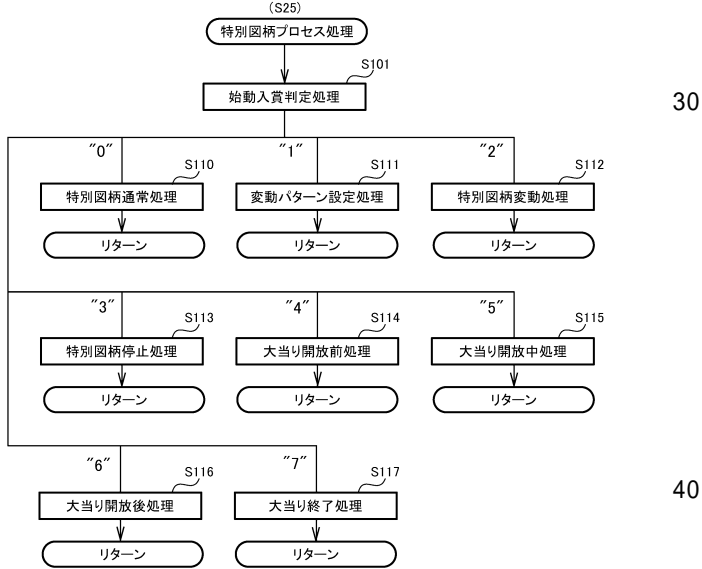 (S25)
特別図柄プロセス処理
S101
始動入賞判定処理
30
"0" "1" "2"
S110 S111 S112
特別図柄通常処理 変動パターン設定処理 特別図柄変動処理
リターン リターン リターン
"3" "4" "5"
S113 S114 S115
特別図柄停止処理 大当り開放前処理 大当り開放中処理
リターン リターン リターン
"6" "7"
S116 S117
大当り開放後処理 大当り終了処理
40
リターン リターン